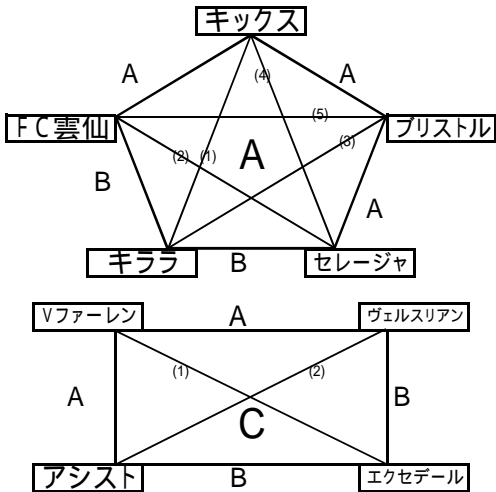 キックス
A
A
(4)
FC雲仙
(5)
ブリストル
(3)
A
(2)
(1)
B
A
キララ
B
セレージャ
Vファーレン
A
ヴェルスリアン
(1)
(2)
A
B
C
アシスト
B
エクセデール